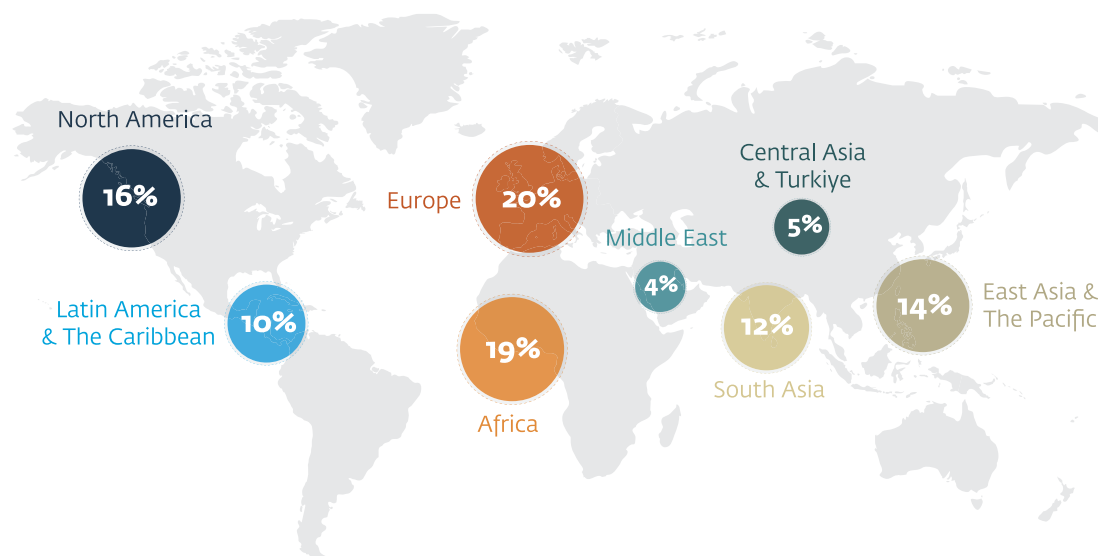 North America
16%
Europe
20%
Central Asia
& Turkiye
5%
Middle East
4%
Latin America
& The Caribbean
10%
Africa
19%
South Asia
12%
East Asia &
The Pacific
14%